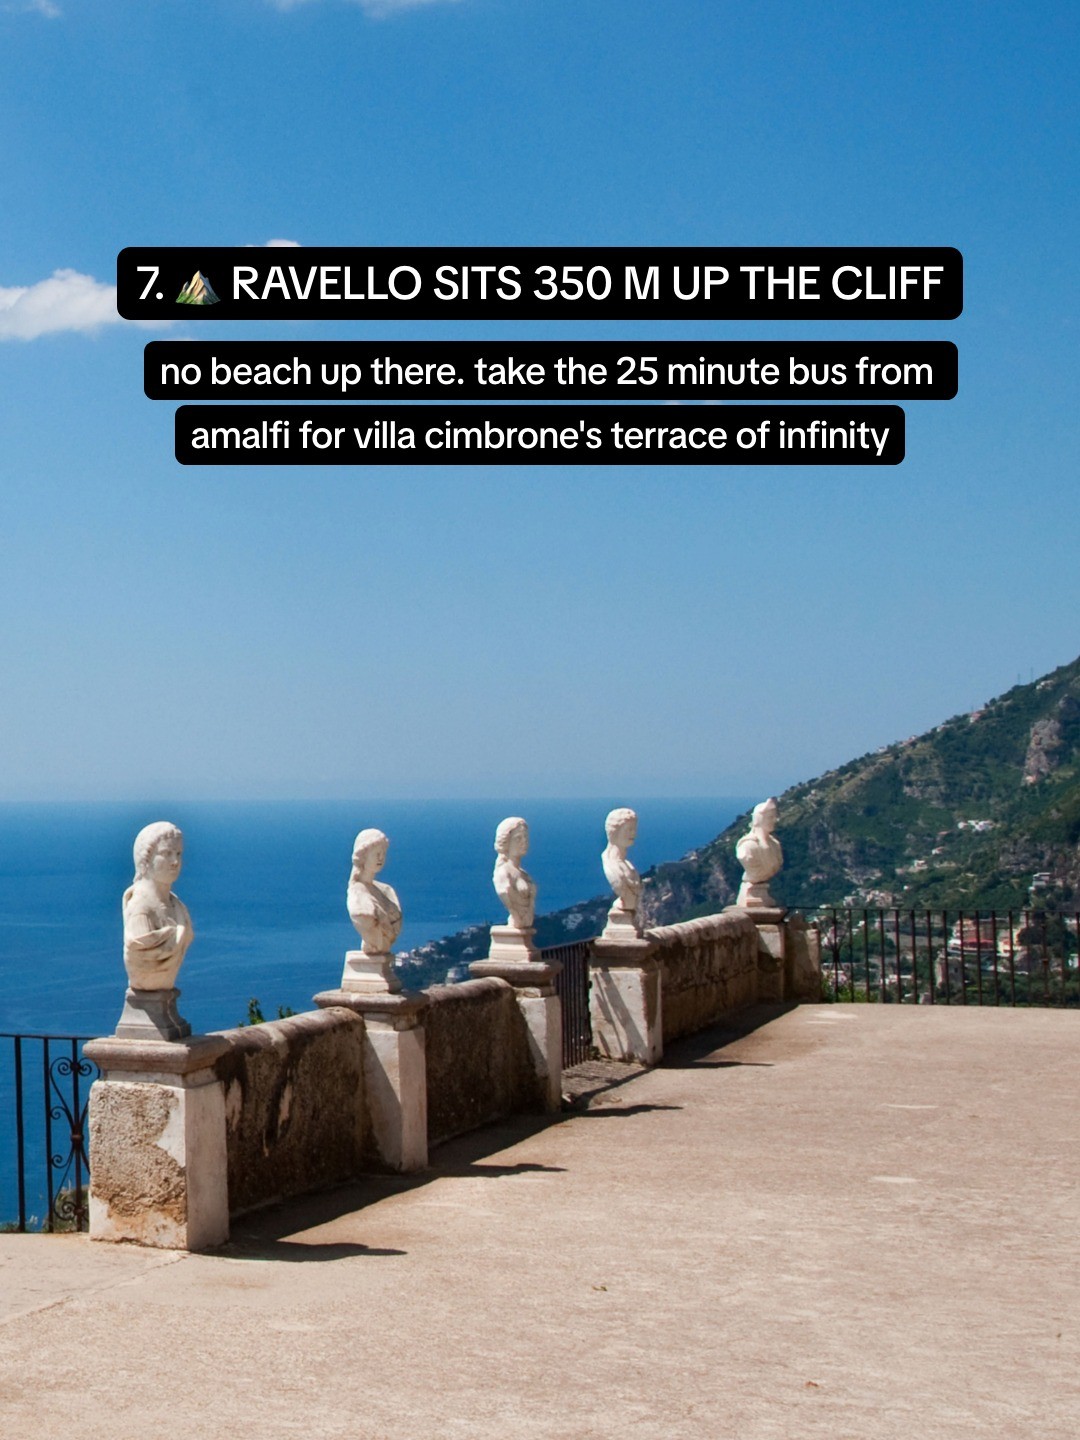 7. ⛰️ RAVELLO SITS 350 M UP THE CLIFF
no beach up there. take the 25 minute bus from
amalfi for villa cimbrone's terrace of infinity